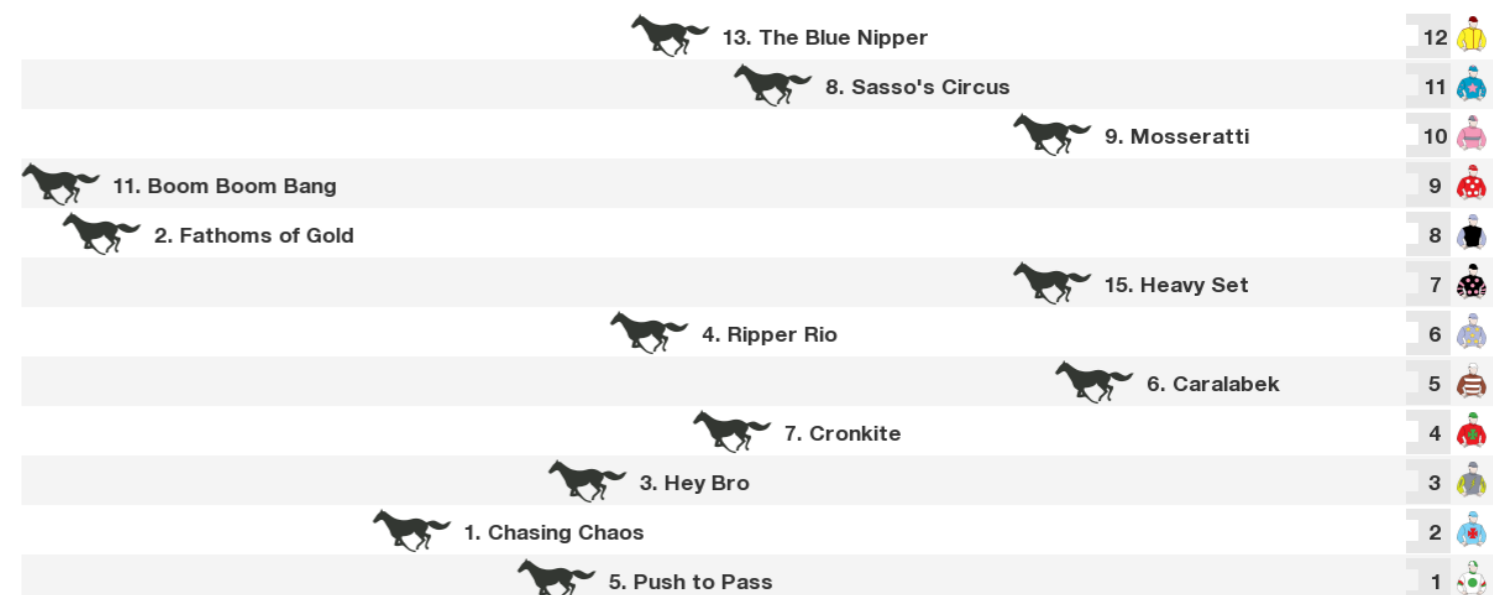 13. The Blue Nipper 12
8. Sasso's Circus 11
9. Mosseratti 10
11. Boom Boom Bang 9
2. Fathoms of Gold 8
15. Heavy Set 7
4. Ripper Rio 6
6. Caralabek 5
7. Cronkite 4
3. Hey Bro 3
1. Chasing Chaos 2
5. Push to Pass 1